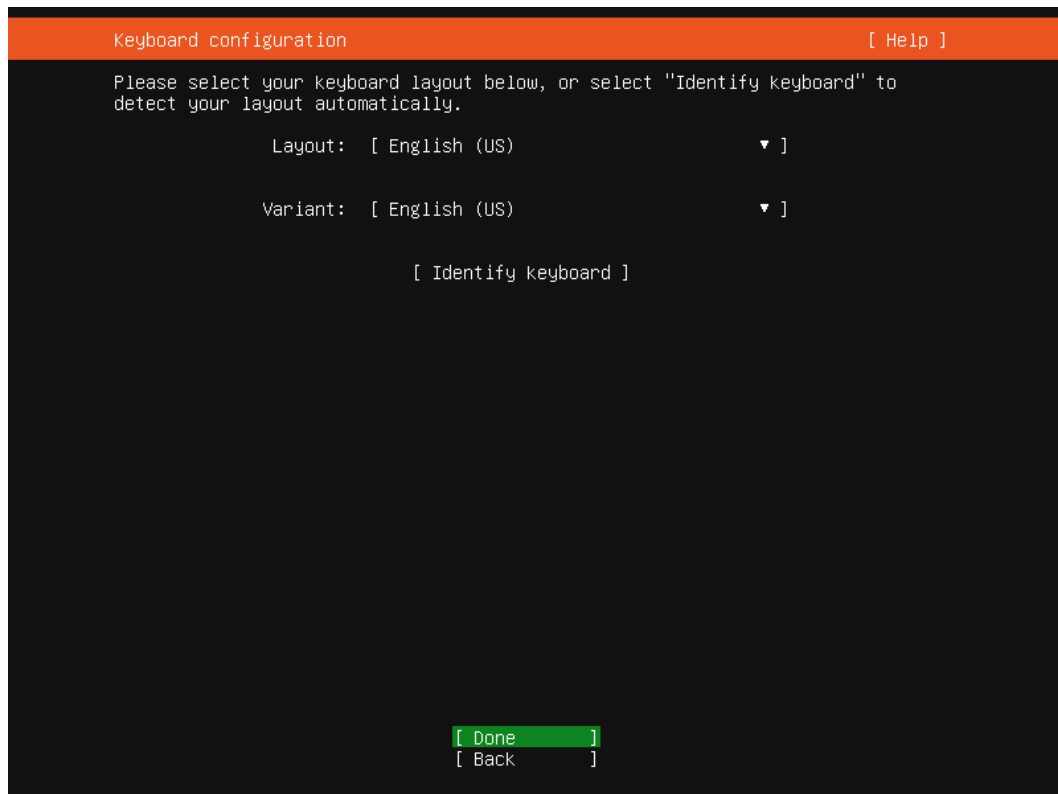 Keyboard configuration [ Help ]
Please select your keyboard layout below, or select "Identify keyboard" to
detect your layout automatically.
Layout: [ English (US) ▾ ]
Variant: [ English (US) ▾ ]
[ Identify keyboard ]
[ Done ]
[ Back ]